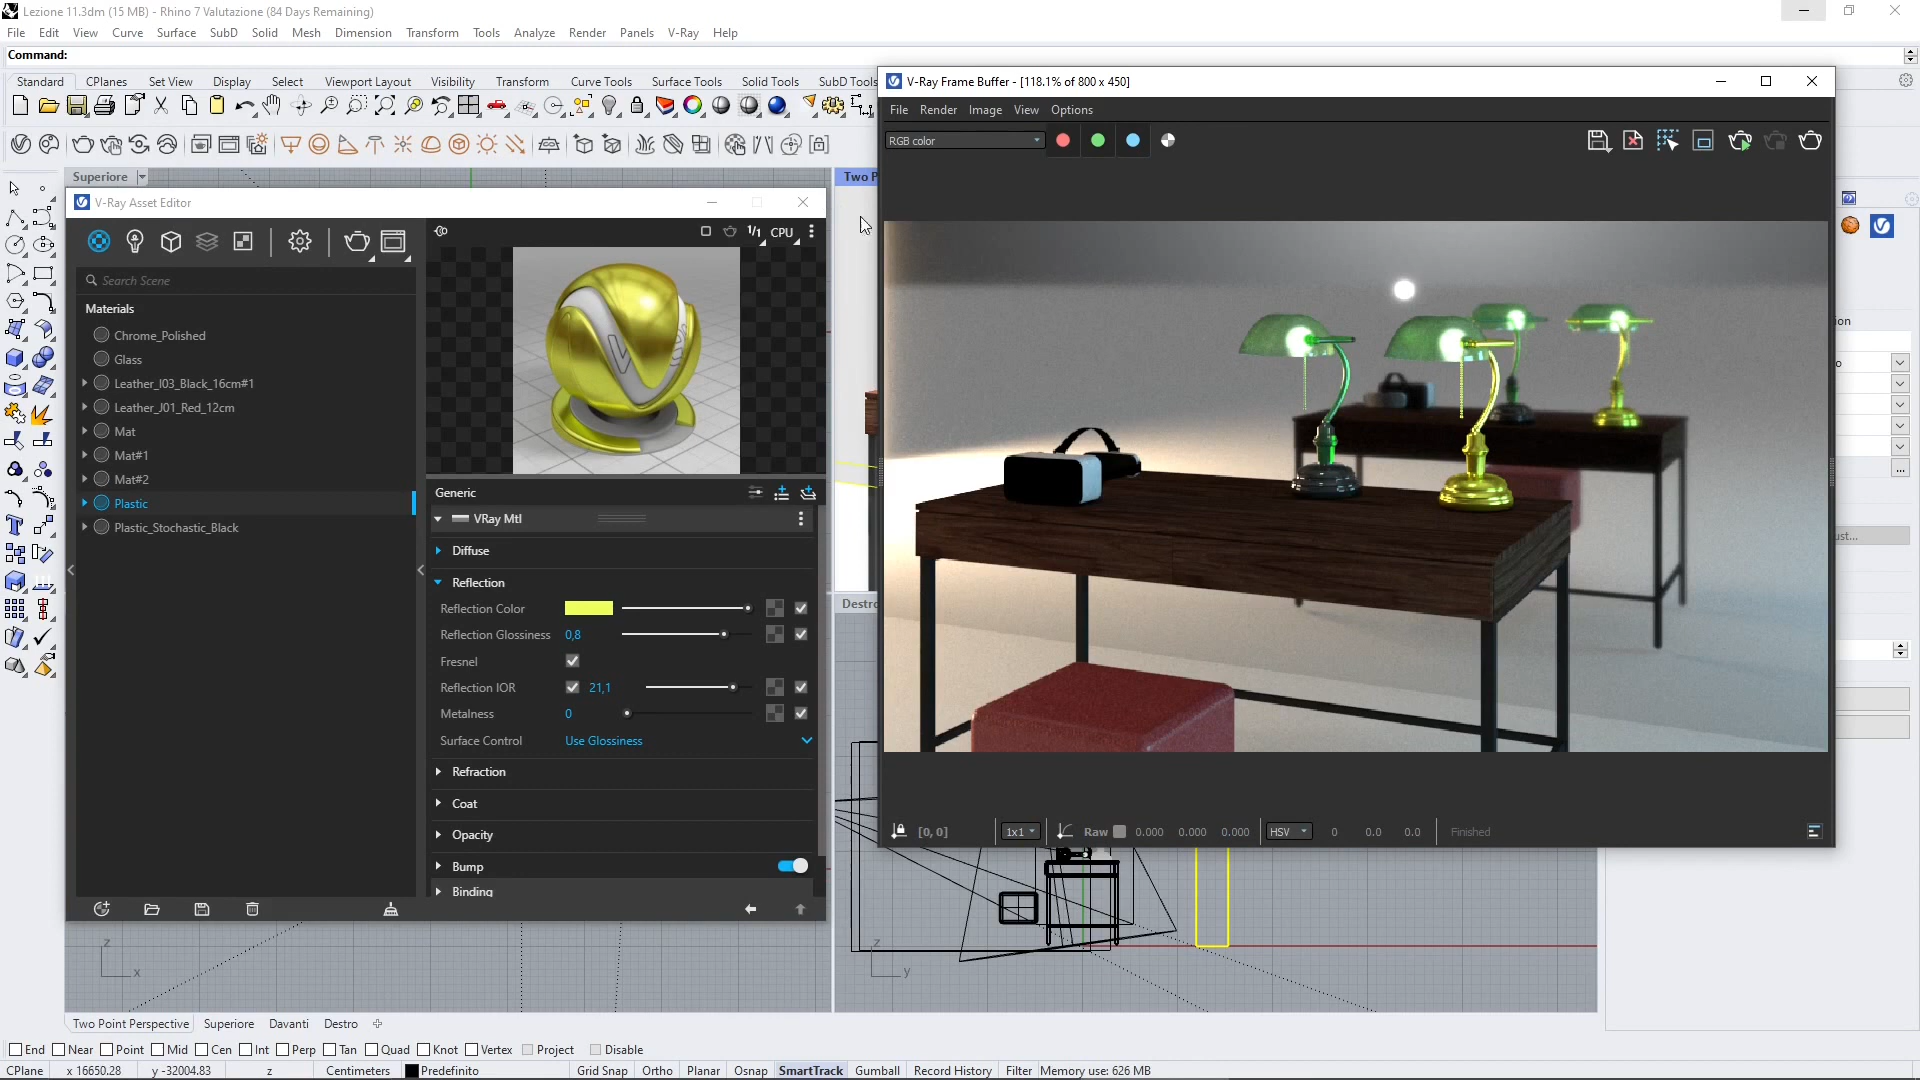 Lezione 11.3dm (15 MB) - Rhino 7 Valutazione (84 Days Remaining)
File Edit View Curve Surface SubD Solid Mesh Dimension Transform Tools Analyze Render Panels V-Ray Help
Command:
Standard CPlanes Set View Display Select Viewport Layout Visibility Transform Curve Tools Surface Tools Solid Tools SubD Tools
V-Ray Frame Buffer - [118.1% of 800 x 450]
File Render Image View Options
RGB color
Superiore
Two P
V-Ray Asset Editor
1/1 CPU
Search Scene
Materials
Chrome_Polished
Glass
Leather_I03_Black_16cm#1
Leather_J01_Red_12cm
Mat
Mat#1
Mat#2
Plastic
Plastic_Stochastic_Black
Generic
VRay Mtl
Diffuse
Reflection
Reflection Color
Reflection Glossiness 0,8
Fresnel
Reflection IOR 21,1
Metalness 0
Surface Control Use Glossiness
Refraction
Coat
Opacity
Bump
Binding
Destro
ion
o
...
ust...
[0, 0] 1x1 Raw 0.000 0.000 0.000 HSV 0 0.0 0.0 Finished
z
x
z
y
Two Point Perspective Superiore Davanti Destro
End Near Point Mid Cen Int Perp Tan Quad Knot Vertex Project Disable
CPlane x 16650.28 y -32004.83 z Centimeters Predefinito Grid Snap Ortho Planar Osnap SmartTrack Gumball Record History Filter Memory use: 626 MB